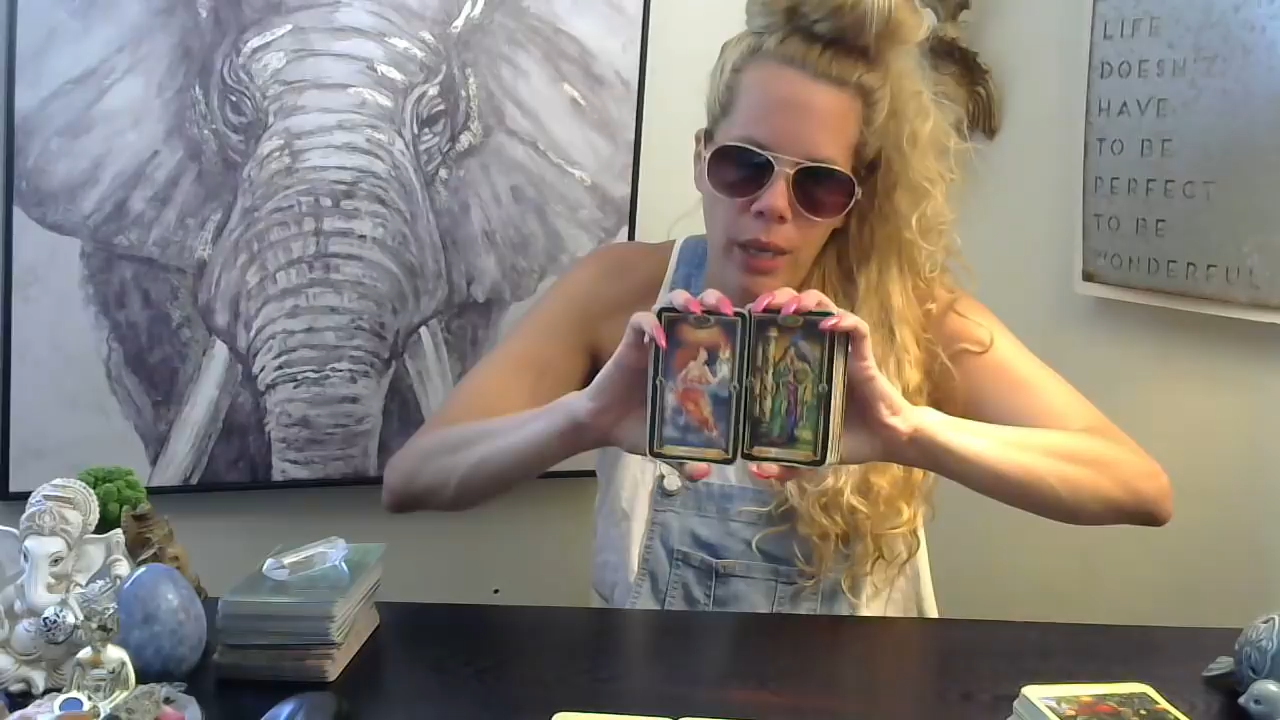 LIFE
DOESN'T
HAVE
TO BE
PERFECT
TO BE
WONDERFUL